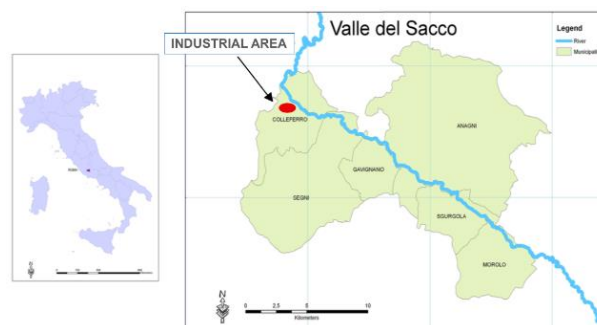 Valle del Sacco
INDUSTRIAL AREA
Legend
River
Municipali
COLLEFERRO
ANAGNI
GAVIGNANO
SEGNI
SGURGOLA
MOROLO
0 2.5 5 10
Kilometers